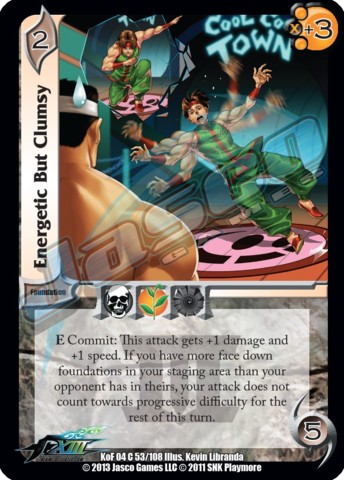 2
COOL COO
TOWN
X +3
Energetic But Clumsy
Jasco
Foundation
E Commit: This attack gets +1 damage and
+1 speed. If you have more face down
foundations in your staging area than your
opponent has in theirs, your attack does not
count towards progressive difficulty for the
rest of this turn.
XIII
5
KoF 04 C 53/108 Illus. Kevin Libranda
© 2013 Jasco Games LLC © 2011 SNK Playmore